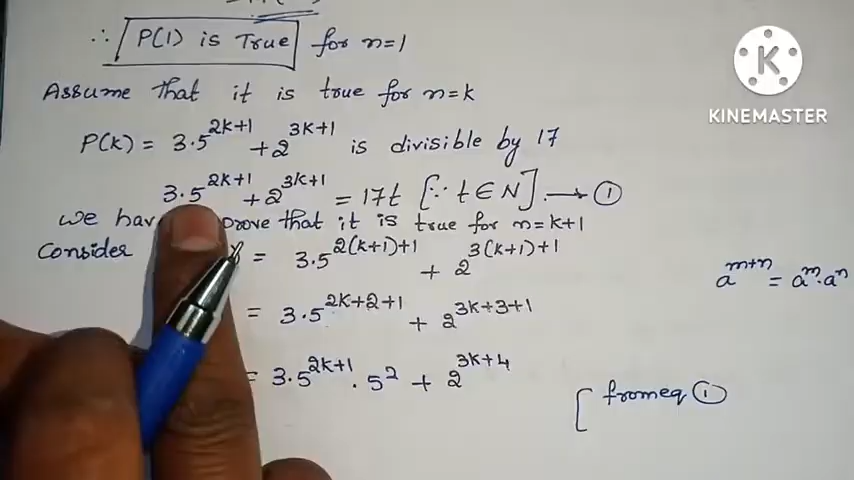 ∴ P(1) is True for n=1
Assume that it is true for n=k
P(k) = 3·5^{2k+1} + 2^{3k+1} is divisible by 17
3·5^{2k+1} + 2^{3k+1} = 17t [∵ t∈N]. → ①
we have prove that it is true for n=k+1
Consider = 3·5^{2(k+1)+1} + 2^{3(k+1)+1}
a^{m+n} = a^m·a^n
= 3·5^{2k+2+1} + 2^{3k+3+1}
= 3·5^{2k+1}·5^2 + 2^{3k+4}
[ from eq ①
K
KINEMASTER